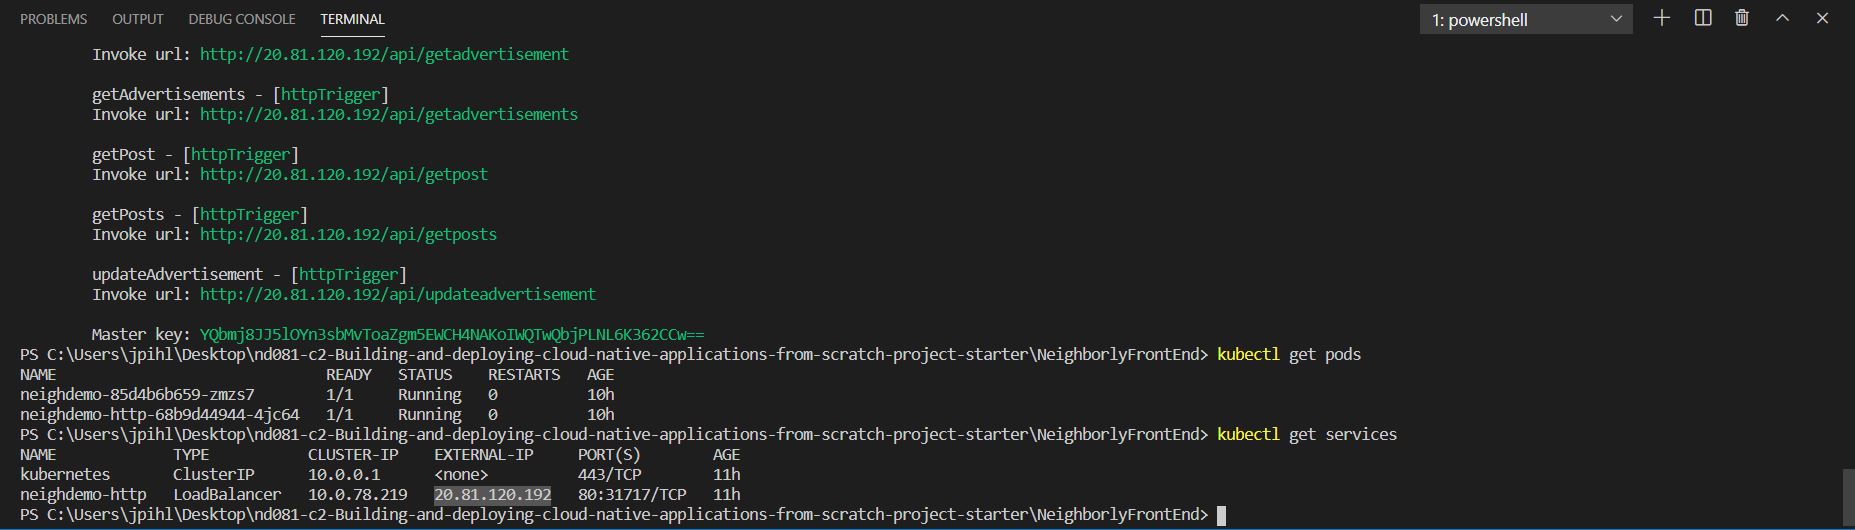 PROBLEMS OUTPUT DEBUG CONSOLE TERMINAL 1: powershell
Invoke url: http://20.81.120.192/api/getadvertisement
getAdvertisements - [httpTrigger]
Invoke url: http://20.81.120.192/api/getadvertisements
getPost - [httpTrigger]
Invoke url: http://20.81.120.192/api/getpost
getPosts - [httpTrigger]
Invoke url: http://20.81.120.192/api/getposts
updateAdvertisement - [httpTrigger]
Invoke url: http://20.81.120.192/api/updateadvertisement
Master key: YQbmj8JJ5lOYn3sbMvToaZgm5EWCH4NAKoIWQTwQbjPLNL6K362CCw==
PS C:\Users\jpihl\Desktop\nd081-c2-Building-and-deploying-cloud-native-applications-from-scratch-project-starter\NeighborlyFrontEnd> kubectl get pods
NAME READY STATUS RESTARTS AGE
neighdemo-85d4b6b659-zmzs7 1/1 Running 0 10h
neighdemo-http-68b9d44944-4jc64 1/1 Running 0 10h
PS C:\Users\jpihl\Desktop\nd081-c2-Building-and-deploying-cloud-native-applications-from-scratch-project-starter\NeighborlyFrontEnd> kubectl get services
NAME TYPE CLUSTER-IP EXTERNAL-IP PORT(S) AGE
kubernetes ClusterIP 10.0.0.1 <none> 443/TCP 11h
neighdemo-http LoadBalancer 10.0.78.219 20.81.120.192 80:31717/TCP 11h
PS C:\Users\jpihl\Desktop\nd081-c2-Building-and-deploying-cloud-native-applications-from-scratch-project-starter\NeighborlyFrontEnd>